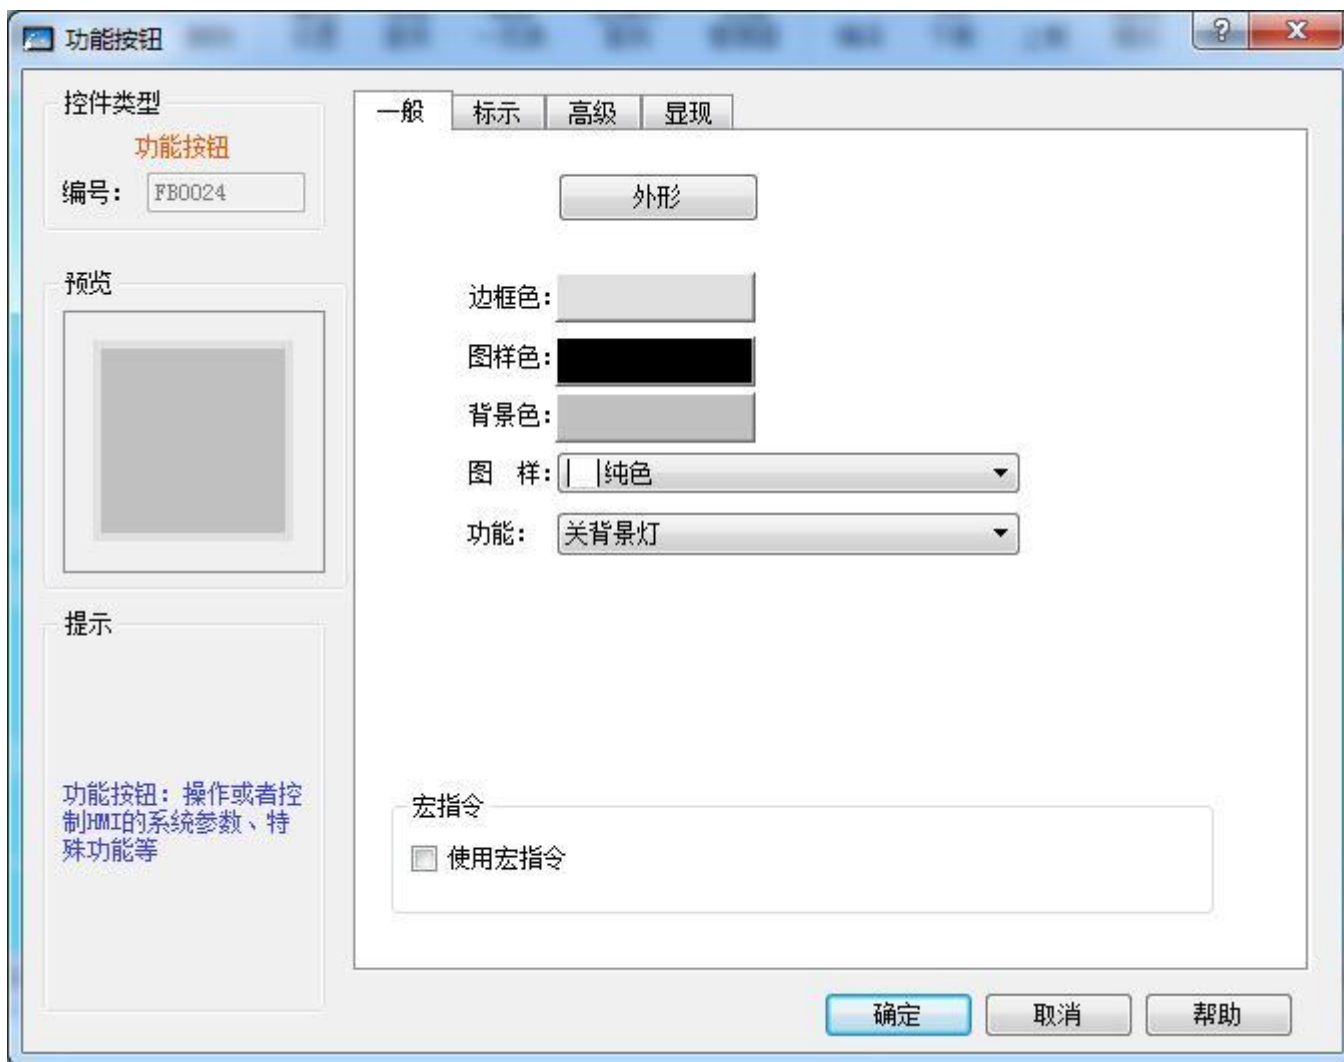 功能按钮
控件类型
功能按钮
编号: FB0024
预览
提示
功能按钮: 操作或者控
制HMI的系统参数、特
殊功能等
一般 标示 高级 显现
外形
边框色:
图样色:
背景色:
图 样: 纯色
功能: 关背景灯
宏指令
使用宏指令
确定 取消 帮助